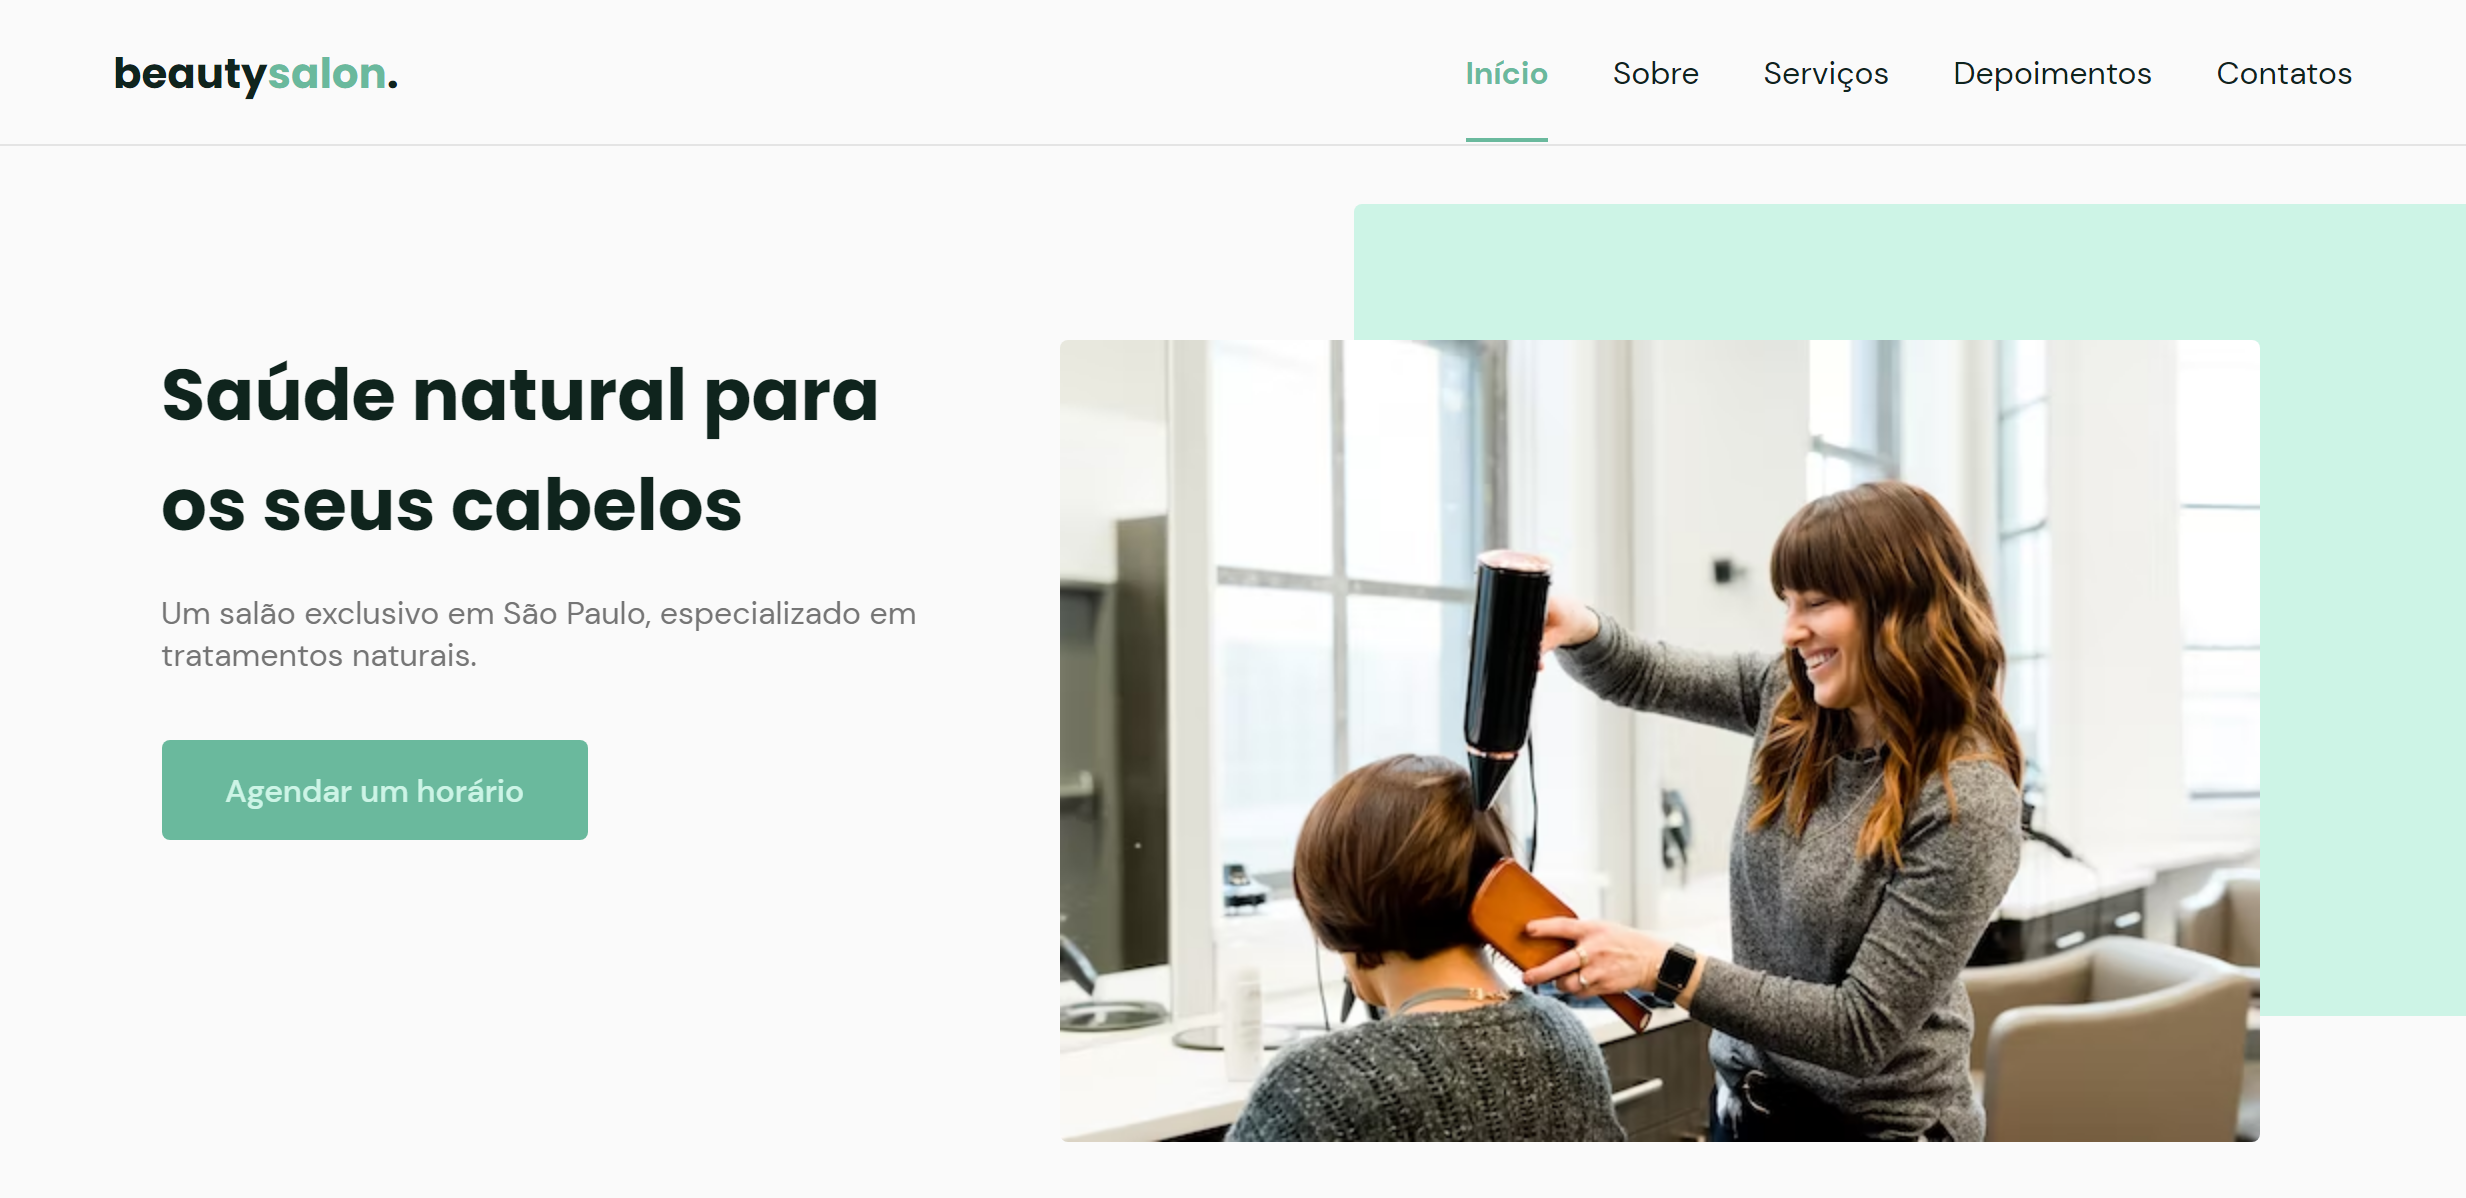 beautysalon.
Início Sobre Serviços Depoimentos Contatos
Saúde natural para
os seus cabelos
Um salão exclusivo em São Paulo, especializado em
tratamentos naturais.
Agendar um horário